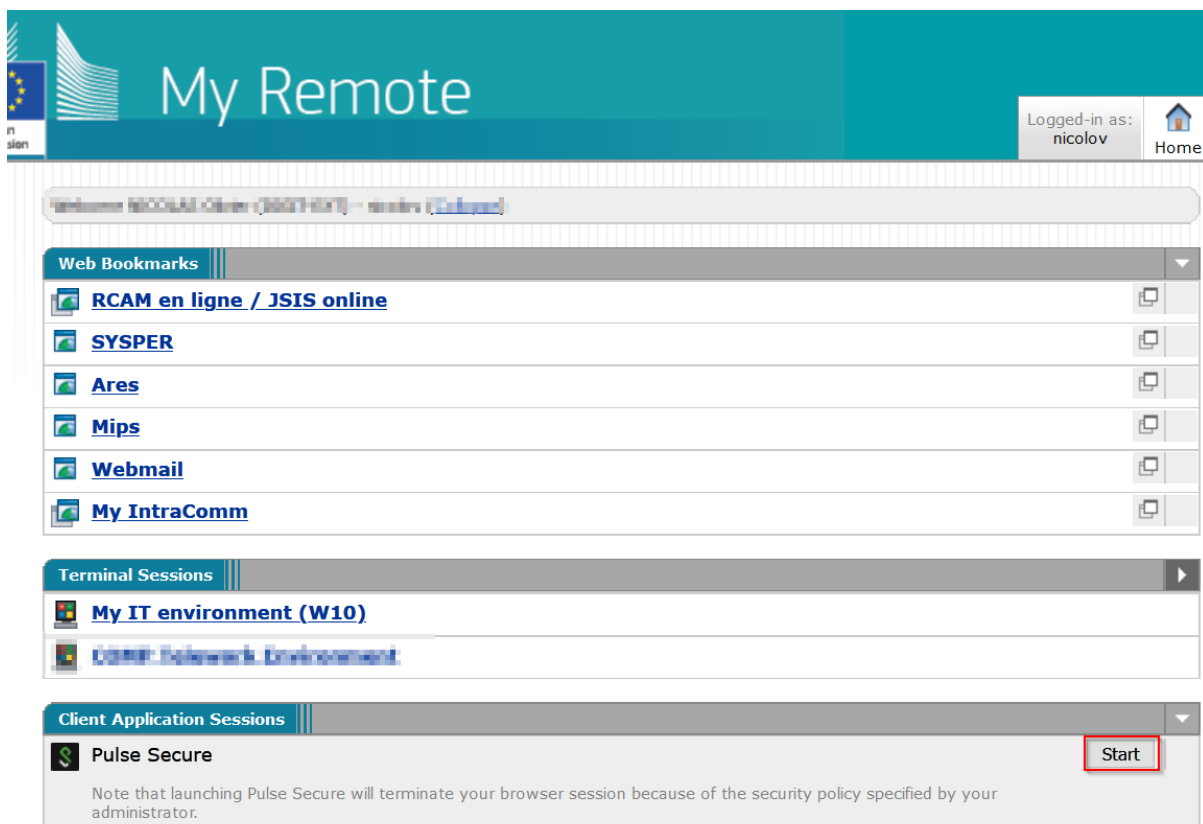 My Remote
n
sion
Logged-in as:
nicolov
Home
Web Bookmarks
RCAM en ligne / JSIS online
SYSPER
Ares
Mips
Webmail
My IntraComm
Terminal Sessions
My IT environment (W10)
Client Application Sessions
Pulse Secure
Start
Note that launching Pulse Secure will terminate your browser session because of the security policy specified by your
administrator.